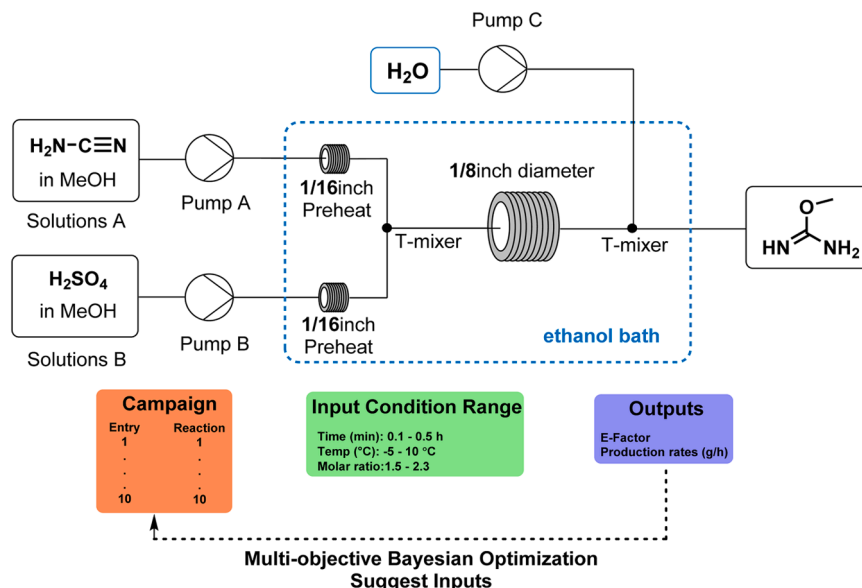 Pump C
H₂O
H₂N-C≡N
in MeOH
Solutions A
Pump A
1/16inch
Preheat
1/8inch diameter
T-mixer
T-mixer
O
HN
NH₂
H₂SO₄
in MeOH
Solutions B
Pump B
1/16inch
Preheat
ethanol bath
Campaign
Entry Reaction
1 1
. .
. .
. .
10 10
Input Condition Range
Time (min): 0.1 - 0.5 h
Temp (°C): -5 - 10 °C
Molar ratio:1.5 - 2.3
Outputs
E-Factor
Production rates (g/h)
Multi-objective Bayesian Optimization
Suggest Inputs